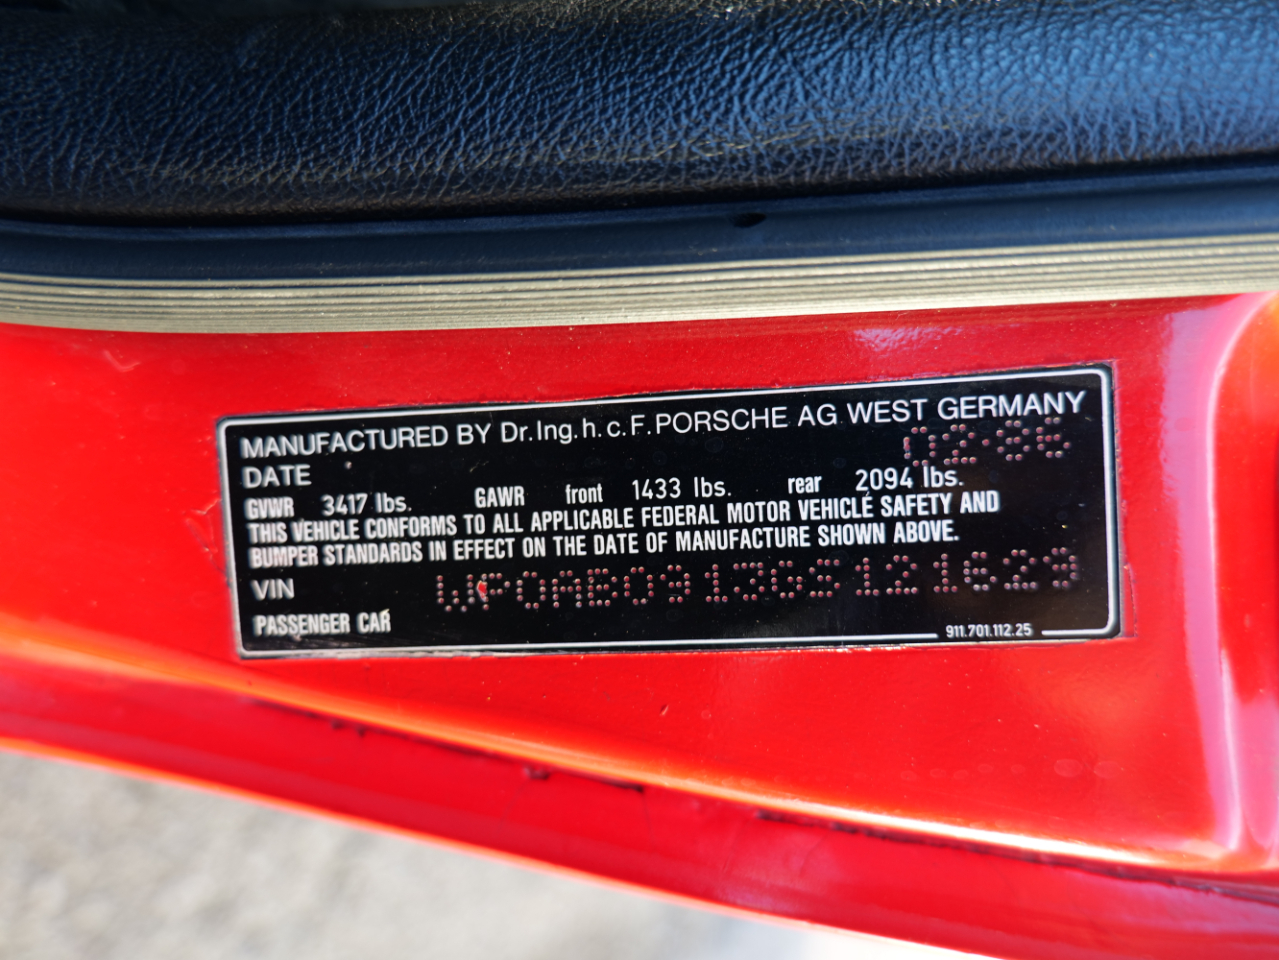 MANUFACTURED BY Dr.Ing.h.c.F.PORSCHE AG WEST GERMANY
DATE 02-86
GVWR 3417 lbs. GAWR front 1433 lbs. rear 2094 lbs.
THIS VEHICLE CONFORMS TO ALL APPLICABLE FEDERAL MOTOR VEHICLE SAFETY AND
BUMPER STANDARDS IN EFFECT ON THE DATE OF MANUFACTURE SHOWN ABOVE.
VIN WP0AB0913GS121629
PASSENGER CAR
911.701.112.25